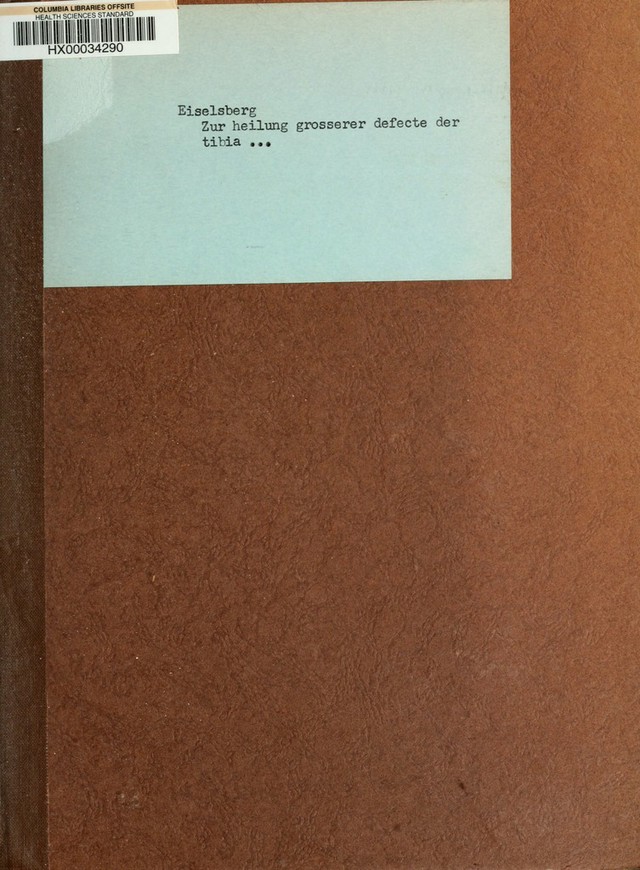 COLUMBIA LIBRARIES OFFSITE
HEALTH SCIENCES STANDARD
HX00034290
Eiselsberg
Zur heilung grosserer defecte der
tibia ...